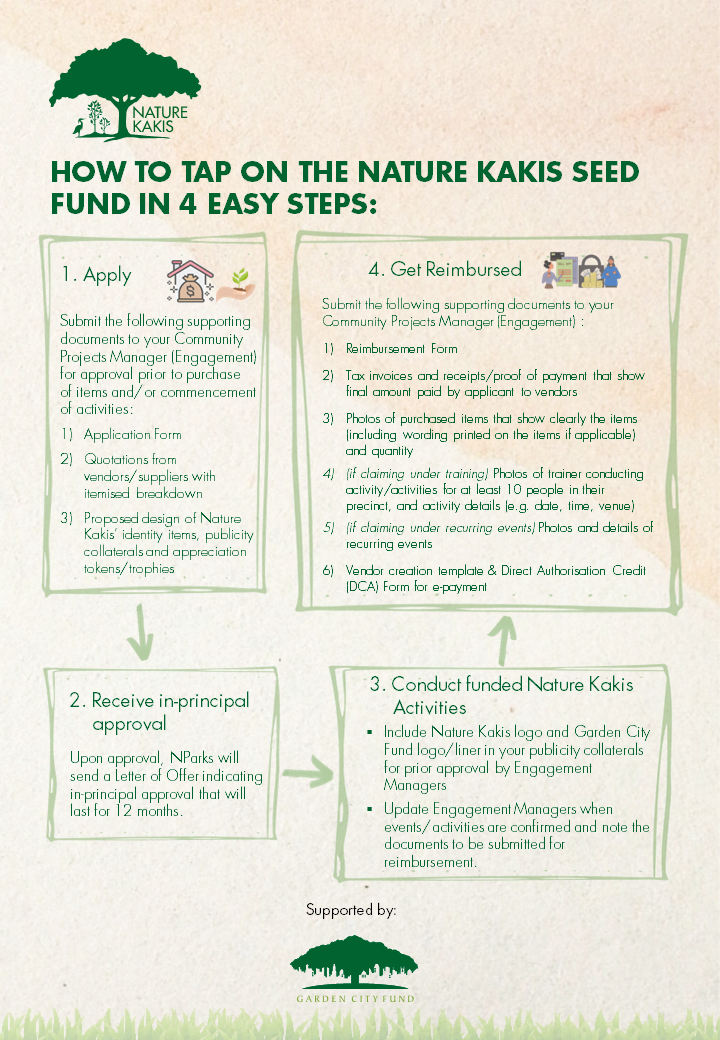 NATURE
KAKIS
HOW TO TAP ON THE NATURE KAKIS SEED
FUND IN 4 EASY STEPS:
1. Apply
Submit the following supporting
documents to your Community
Projects Manager (Engagement)
for approval prior to purchase
of items and/or commencement
of activities:
1) Application Form
2) Quotations from
vendors/suppliers with
itemised breakdown
3) Proposed design of Nature
Kakis' identity items, publicity
collaterals and appreciation
tokens/trophies
2. Receive in-principal
approval
Upon approval, NParks will
send a Letter of Offer indicating
in-principal approval that will
last for 12 months.
3. Conduct funded Nature Kakis
Activities
▪ Include Nature Kakis logo and Garden City
Fund logo/liner in your publicity collaterals
for prior approval by Engagement
Managers
▪ Update Engagement Managers when
events/activities are confirmed and note the
documents to be submitted for
reimbursement.
4. Get Reimbursed
Submit the following supporting documents to your
Community Projects Manager (Engagement) :
1) Reimbursement Form
2) Tax invoices and receipts/proof of payment that show
final amount paid by applicant to vendors
3) Photos of purchased items that show clearly the items
(including wording printed on the items if applicable)
and quantity
4) (if claiming under training) Photos of trainer conducting
activity/activities for at least 10 people in their
precinct, and activity details (e.g. date, time, venue)
5) (if claiming under recurring events) Photos and details of
recurring events
6) Vendor creation template & Direct Authorisation Credit
(DCA) Form for e-payment
Supported by:
GARDEN CITY FUND